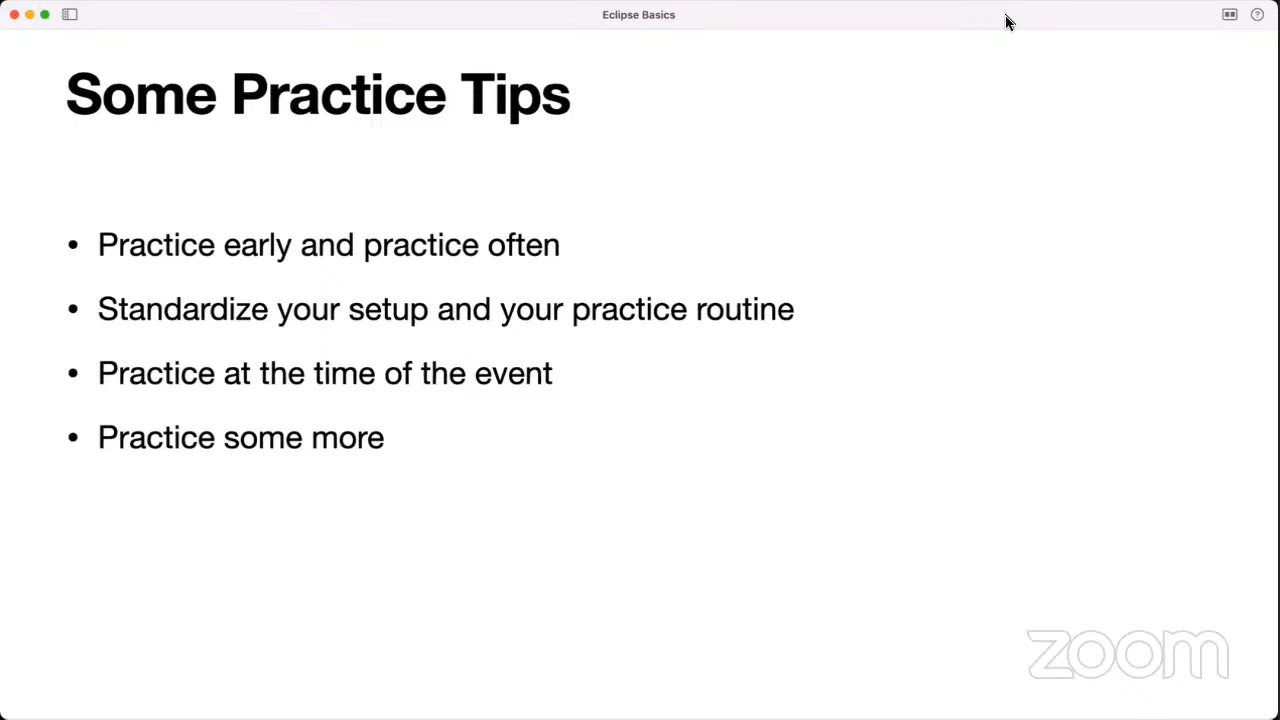 Eclipse Basics
Some Practice Tips
• Practice early and practice often
• Standardize your setup and your practice routine
• Practice at the time of the event
• Practice some more
zoom